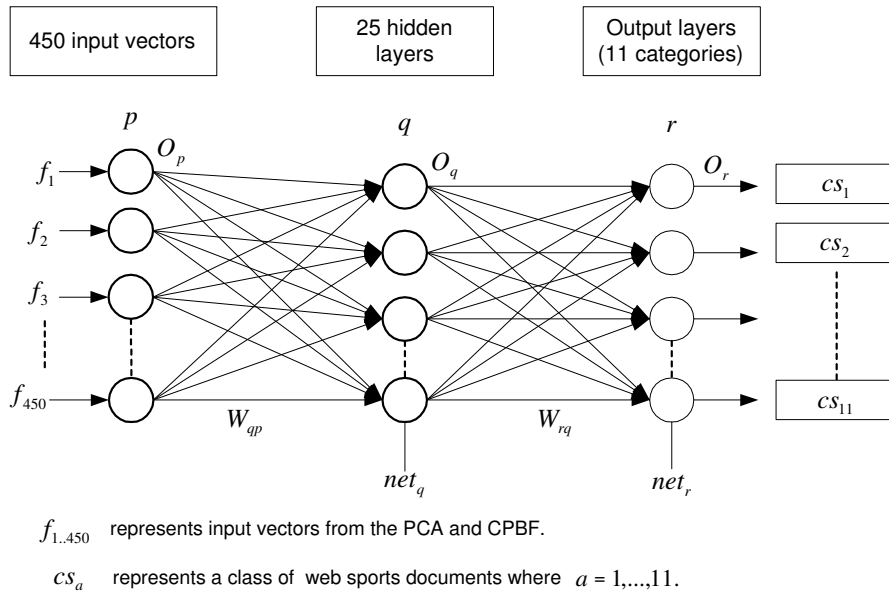 450 input vectors
25 hidden
layers
Output layers
(11 categories)
p
q
r
O_p
O_q
O_r
f_1
cs_1
f_2
cs_2
f_3
f_450
cs_11
W_qp
W_rq
net_q
net_r
f_1..450 represents input vectors from the PCA and CPBF.
cs_a represents a class of web sports documents where a = 1,...,11.